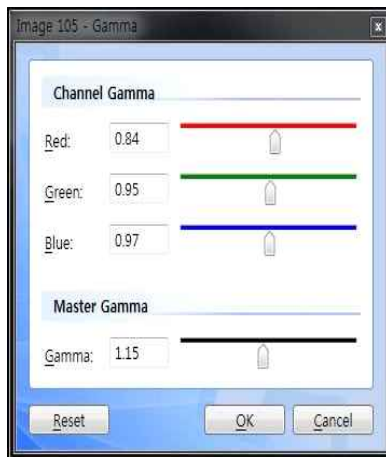 Image 105 - Gamma
x
Channel Gamma
Red: 0.84
Green: 0.95
Blue: 0.97
Master Gamma
Gamma: 1.15
Reset OK Cancel